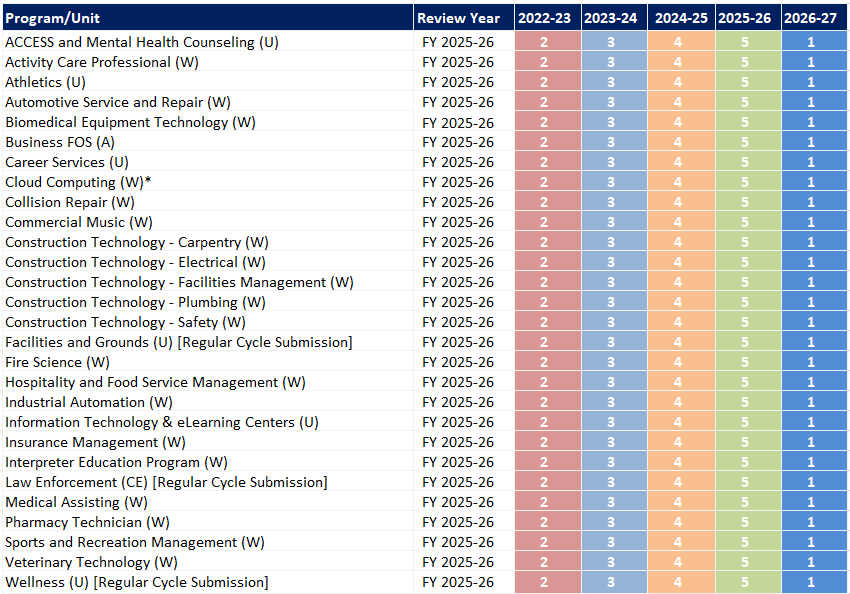 Program/Unit Review Year 2022-23 2023-24 2024-25 2025-26 2026-27
ACCESS and Mental Health Counseling (U) FY 2025-26 2 3 4 5 1
Activity Care Professional (W) FY 2025-26 2 3 4 5 1
Athletics (U) FY 2025-26 2 3 4 5 1
Automotive Service and Repair (W) FY 2025-26 2 3 4 5 1
Biomedical Equipment Technology (W) FY 2025-26 2 3 4 5 1
Business FOS (A) FY 2025-26 2 3 4 5 1
Career Services (U) FY 2025-26 2 3 4 5 1
Cloud Computing (W)* FY 2025-26 2 3 4 5 1
Collision Repair (W) FY 2025-26 2 3 4 5 1
Commercial Music (W) FY 2025-26 2 3 4 5 1
Construction Technology - Carpentry (W) FY 2025-26 2 3 4 5 1
Construction Technology - Electrical (W) FY 2025-26 2 3 4 5 1
Construction Technology - Facilities Management (W) FY 2025-26 2 3 4 5 1
Construction Technology - Plumbing (W) FY 2025-26 2 3 4 5 1
Construction Technology - Safety (W) FY 2025-26 2 3 4 5 1
Facilities and Grounds (U) [Regular Cycle Submission] FY 2025-26 2 3 4 5 1
Fire Science (W) FY 2025-26 2 3 4 5 1
Hospitality and Food Service Management (W) FY 2025-26 2 3 4 5 1
Industrial Automation (W) FY 2025-26 2 3 4 5 1
Information Technology & eLearning Centers (U) FY 2025-26 2 3 4 5 1
Insurance Management (W) FY 2025-26 2 3 4 5 1
Interpreter Education Program (W) FY 2025-26 2 3 4 5 1
Law Enforcement (CE) [Regular Cycle Submission] FY 2025-26 2 3 4 5 1
Medical Assisting (W) FY 2025-26 2 3 4 5 1
Pharmacy Technician (W) FY 2025-26 2 3 4 5 1
Sports and Recreation Management (W) FY 2025-26 2 3 4 5 1
Veterinary Technology (W) FY 2025-26 2 3 4 5 1
Wellness (U) [Regular Cycle Submission] FY 2025-26 2 3 4 5 1